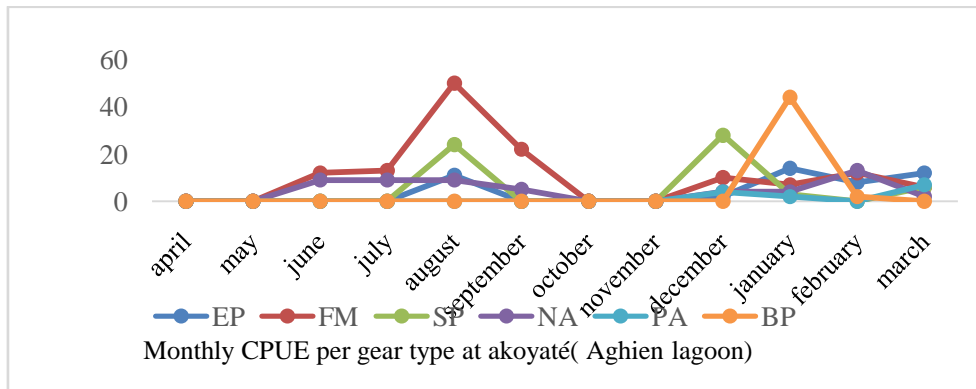 60
40
20
0
april may june july august september october november december january february march
EP FM SP NA PA BP
Monthly CPUE per gear type at akoyaté( Aghien lagoon)